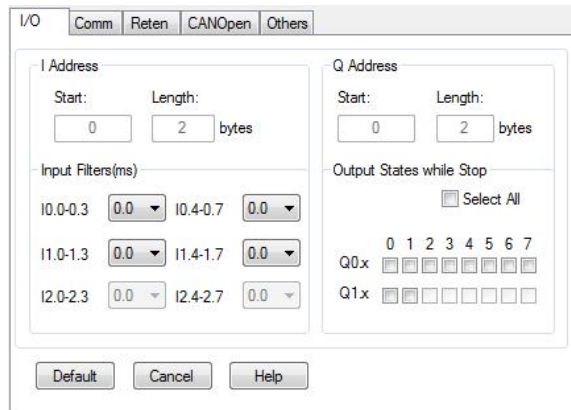 I/O Comm Reten CANOpen Others
I Address
Start: Length:
0 2 bytes
Input Filters(ms)
I0.0-0.3 0.0 I0.4-0.7 0.0
I1.0-1.3 0.0 I1.4-1.7 0.0
I2.0-2.3 0.0 I2.4-2.7 0.0
Q Address
Start: Length:
0 2 bytes
Output States while Stop
Select All
0 1 2 3 4 5 6 7
Q0.x
Q1.x
Default Cancel Help